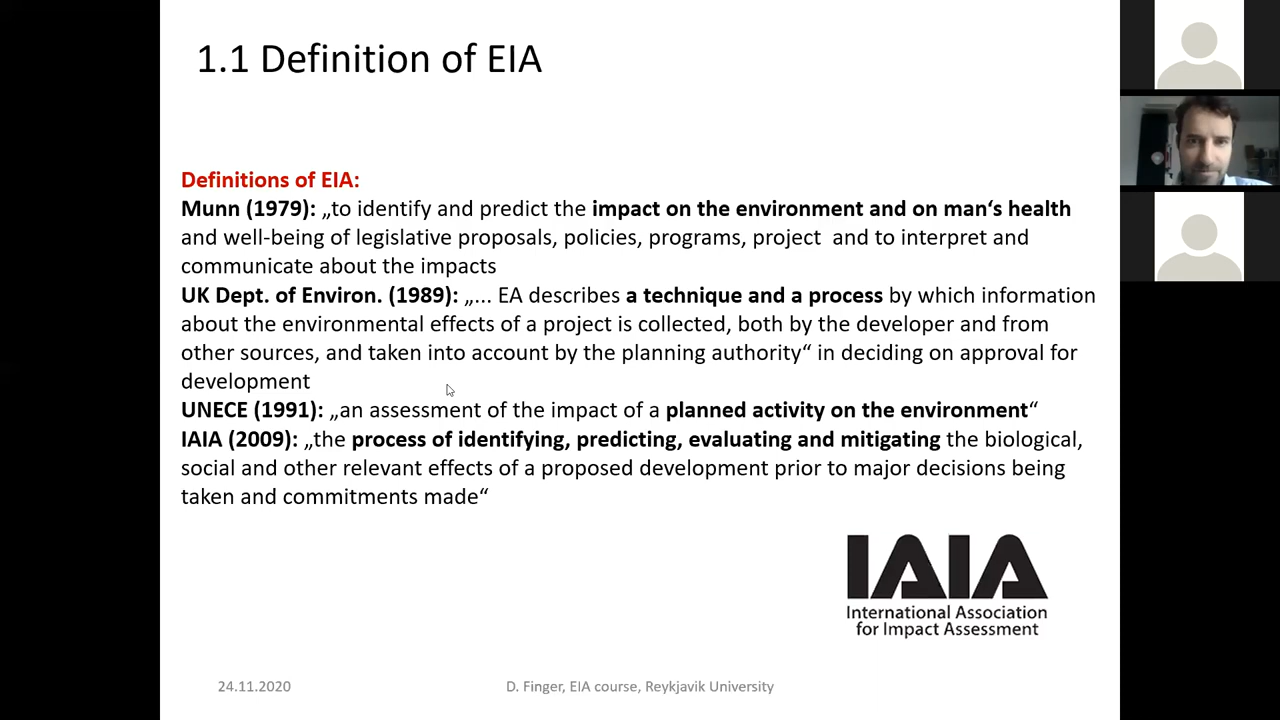 1.1 Definition of EIA
Definitions of EIA:
Munn (1979): „to identify and predict the impact on the environment and on man‘s health
and well-being of legislative proposals, policies, programs, project  and to interpret and
communicate about the impacts
UK Dept. of Environ. (1989): „... EA describes a technique and a process by which information
about the environmental effects of a project is collected, both by the developer and from
other sources, and taken into account by the planning authority“ in deciding on approval for
development
UNECE (1991): „an assessment of the impact of a planned activity on the environment“
IAIA (2009): „the process of identifying, predicting, evaluating and mitigating the biological,
social and other relevant effects of a proposed development prior to major decisions being
taken and commitments made“
IAIA
International Association
for Impact Assessment
24.11.2020
D. Finger, EIA course, Reykjavik University